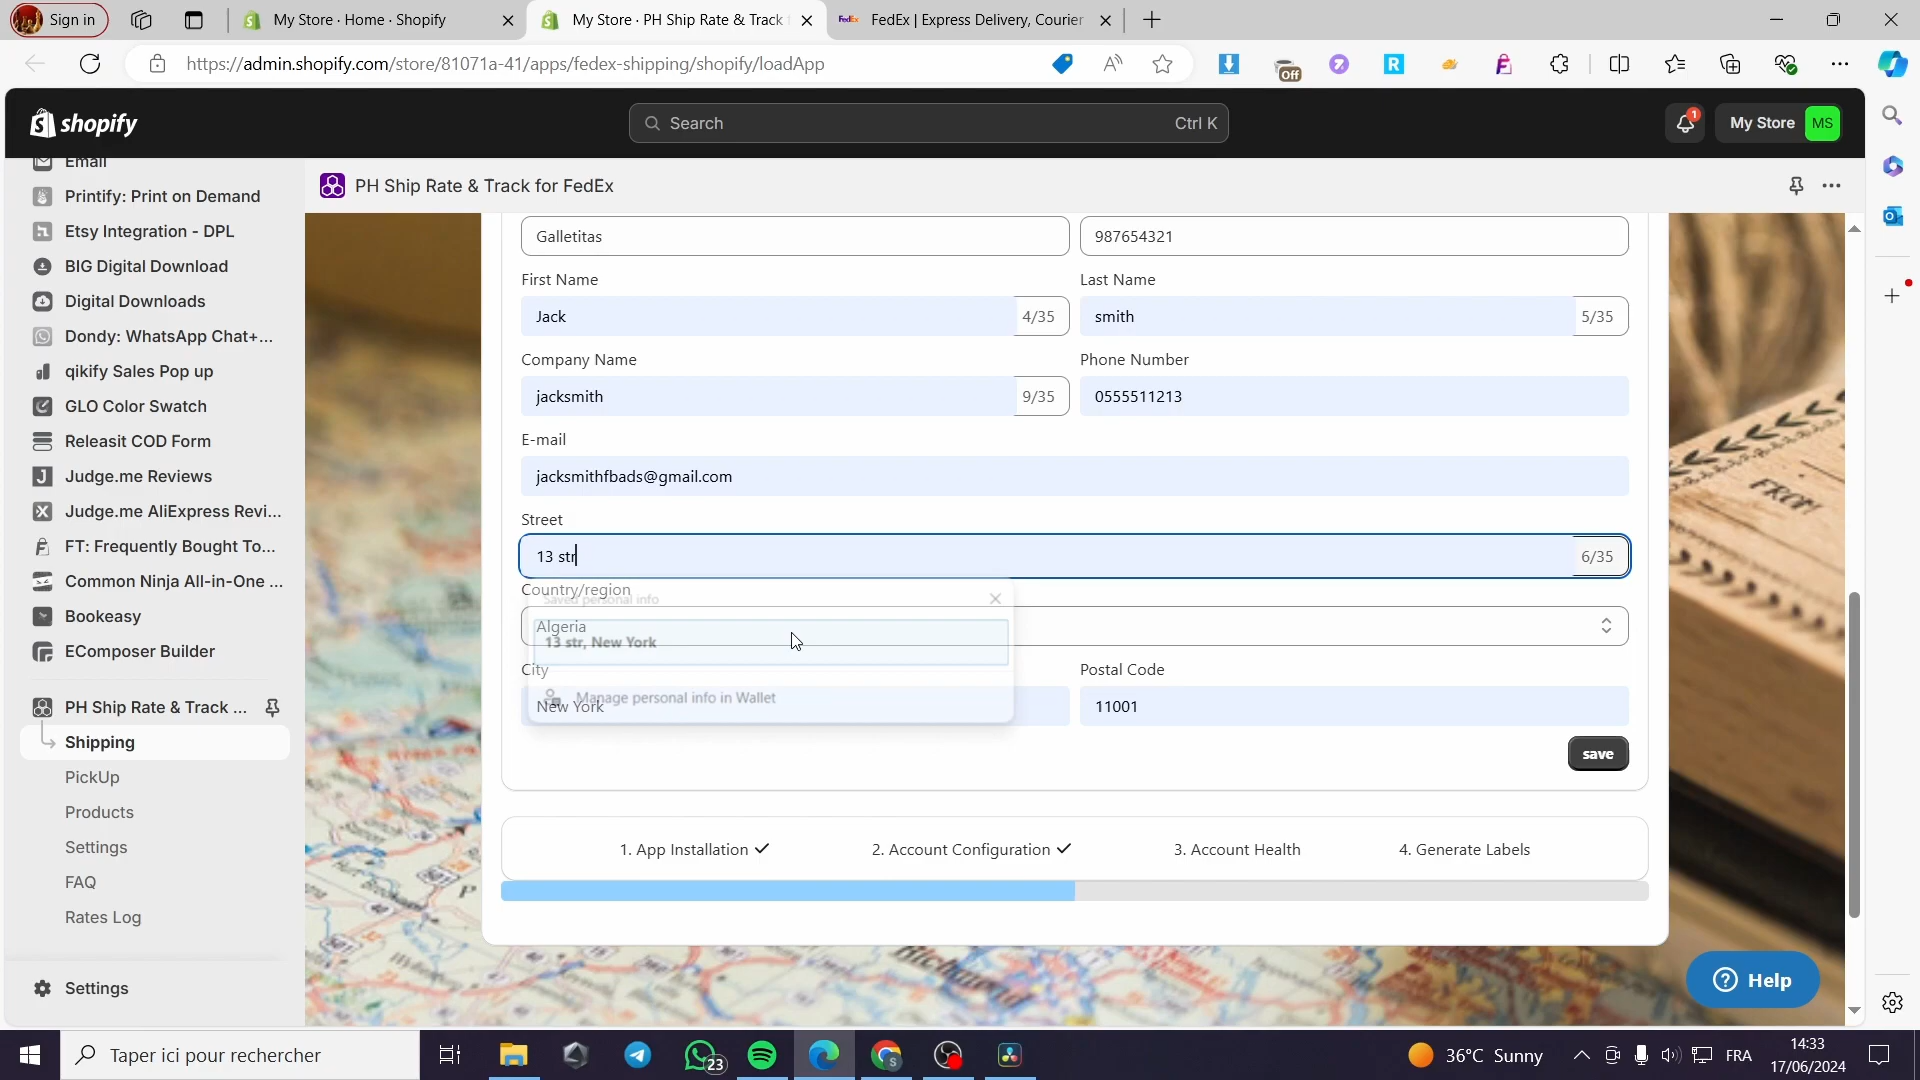 Sign in
My Store · Home · Shopify
My Store · PH Ship Rate & Track
FedEx
FedEx | Express Delivery, Courier
https://admin.shopify.com/store/81071a-41/apps/fedex-shipping/shopify/loadApp
Off
R
shopify
Search
Ctrl K
1
My Store
MS
Email
Printify: Print on Demand
Etsy Integration - DPL
BIG Digital Download
Digital Downloads
Dondy: WhatsApp Chat+...
qikify Sales Pop up
GLO Color Swatch
Releasit COD Form
Judge.me Reviews
Judge.me AliExpress Revi...
FT: Frequently Bought To...
Common Ninja All-in-One ...
Bookeasy
EComposer Builder
PH Ship Rate & Track ...
Shipping
PickUp
Products
Settings
FAQ
Rates Log
Settings
PH Ship Rate & Track for FedEx
Galletitas
987654321
First Name
Last Name
Jack
4/35
smith
5/35
Company Name
Phone Number
jacksmith
9/35
0555511213
E-mail
jacksmithfbads@gmail.com
Street
13 str
6/35
Country/region
Saved personal info
Algeria
13 str, New York
City
Postal Code
Manage personal info in Wallet
New York
11001
save
1. App Installation ✓
2. Account Configuration ✓
3. Account Health
4. Generate Labels
FROM
Help
Taper ici pour rechercher
23
36°C Sunny
FRA
14:33
17/06/2024